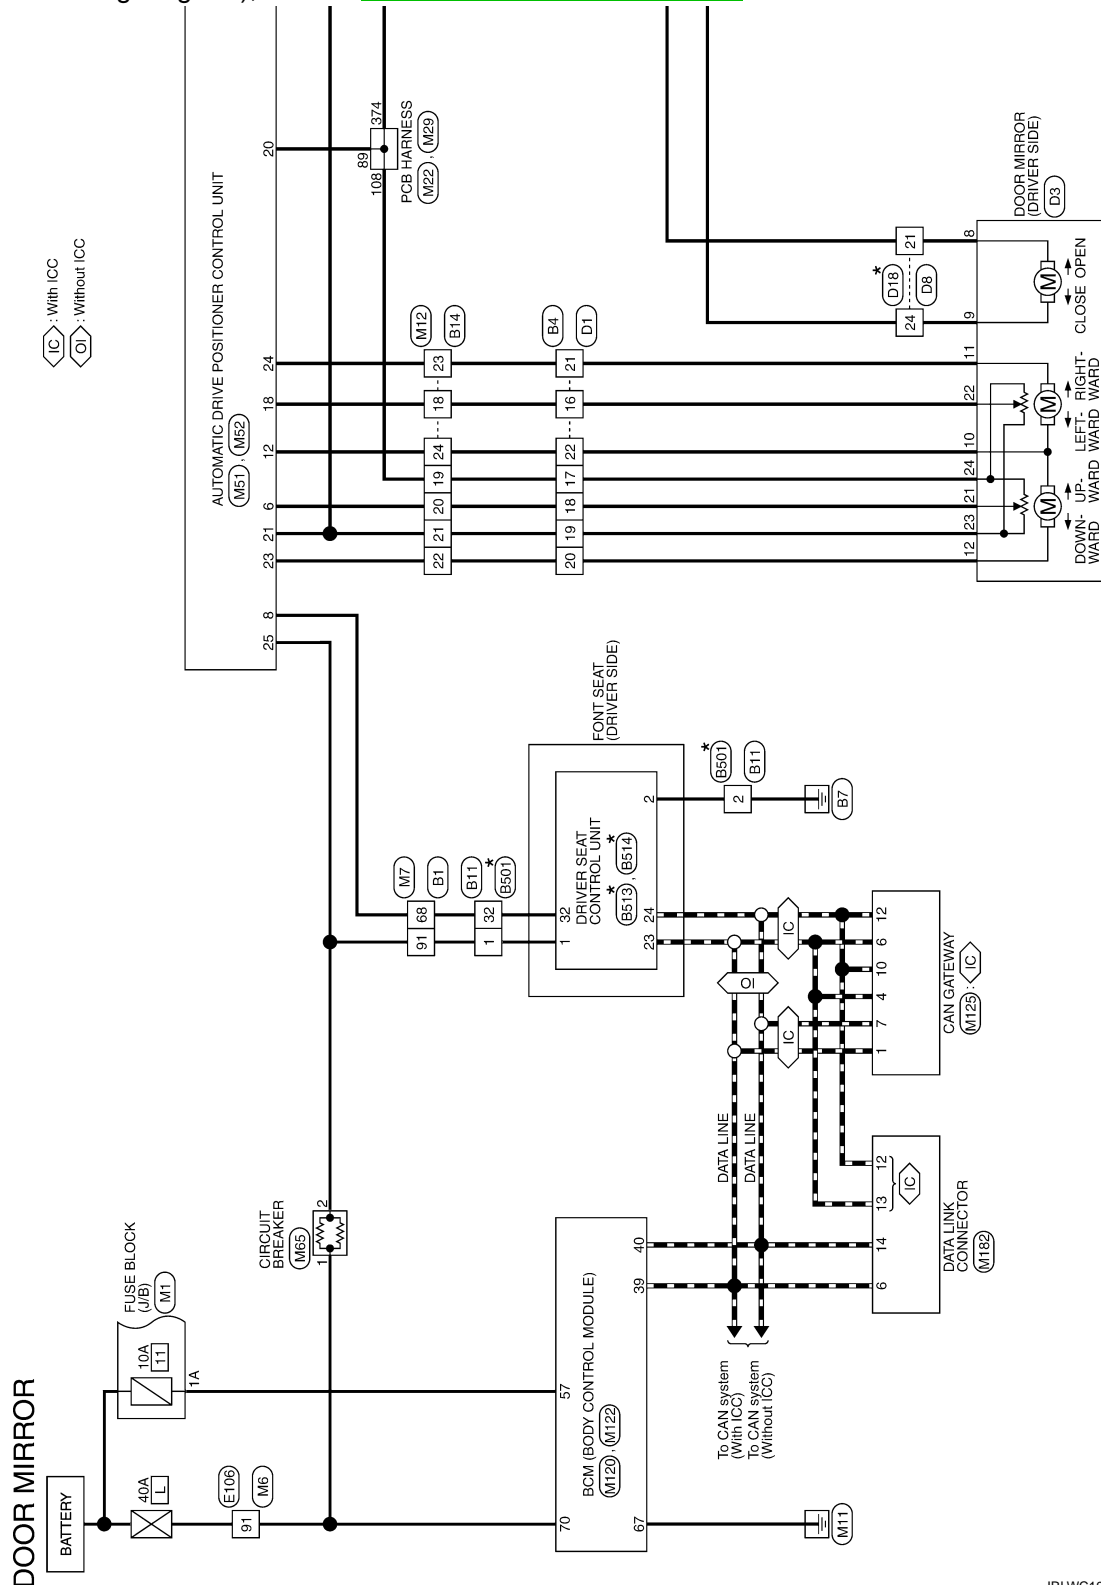 DOOR MIRROR
BATTERY
40A
L
E106
91
M6
FUSE BLOCK
(J/B)
M1
10A
11
1A
CIRCUIT
BREAKER
M65
1
2
70
57
BCM (BODY CONTROL MODULE)
M120 , M122
67
39
40
M11
To CAN system
(With ICC)
To CAN system
(Without ICC)
DATA LINE
DATA LINE
6
14
13
12
IC
DATA LINK
CONNECTOR
M182
OI
IC
IC
1
7
4
10
6
12
CAN GATEWAY
M125 : IC
M7
91
68
B1
B11
1
32
*
B501
1
32
DRIVER SEAT
CONTROL UNIT
*
B513 ,
*
B514
23
24
2
FONT SEAT
(DRIVER SIDE)
*
B501
2
B11
B7
IC : With ICC
OI : Without ICC
AUTOMATIC DRIVE POSITIONER CONTROL UNIT
M51 , M52
25
8
23
21
6
12
18
24
20
89
108
374
PCB HARNESS
M22 , M29
M12
22
21
20
19
24
18
23
B14
B4
20
19
18
17
22
16
21
D1
*
D18
24
21
D8
12
23
21
24
10
22
11
9
8
DOOR MIRROR
(DRIVER SIDE)
D3
M
M
M
DOWN-
WARD
UP-
WARD
LEFT-
WARD
RIGHT-
WARD
CLOSE
OPEN